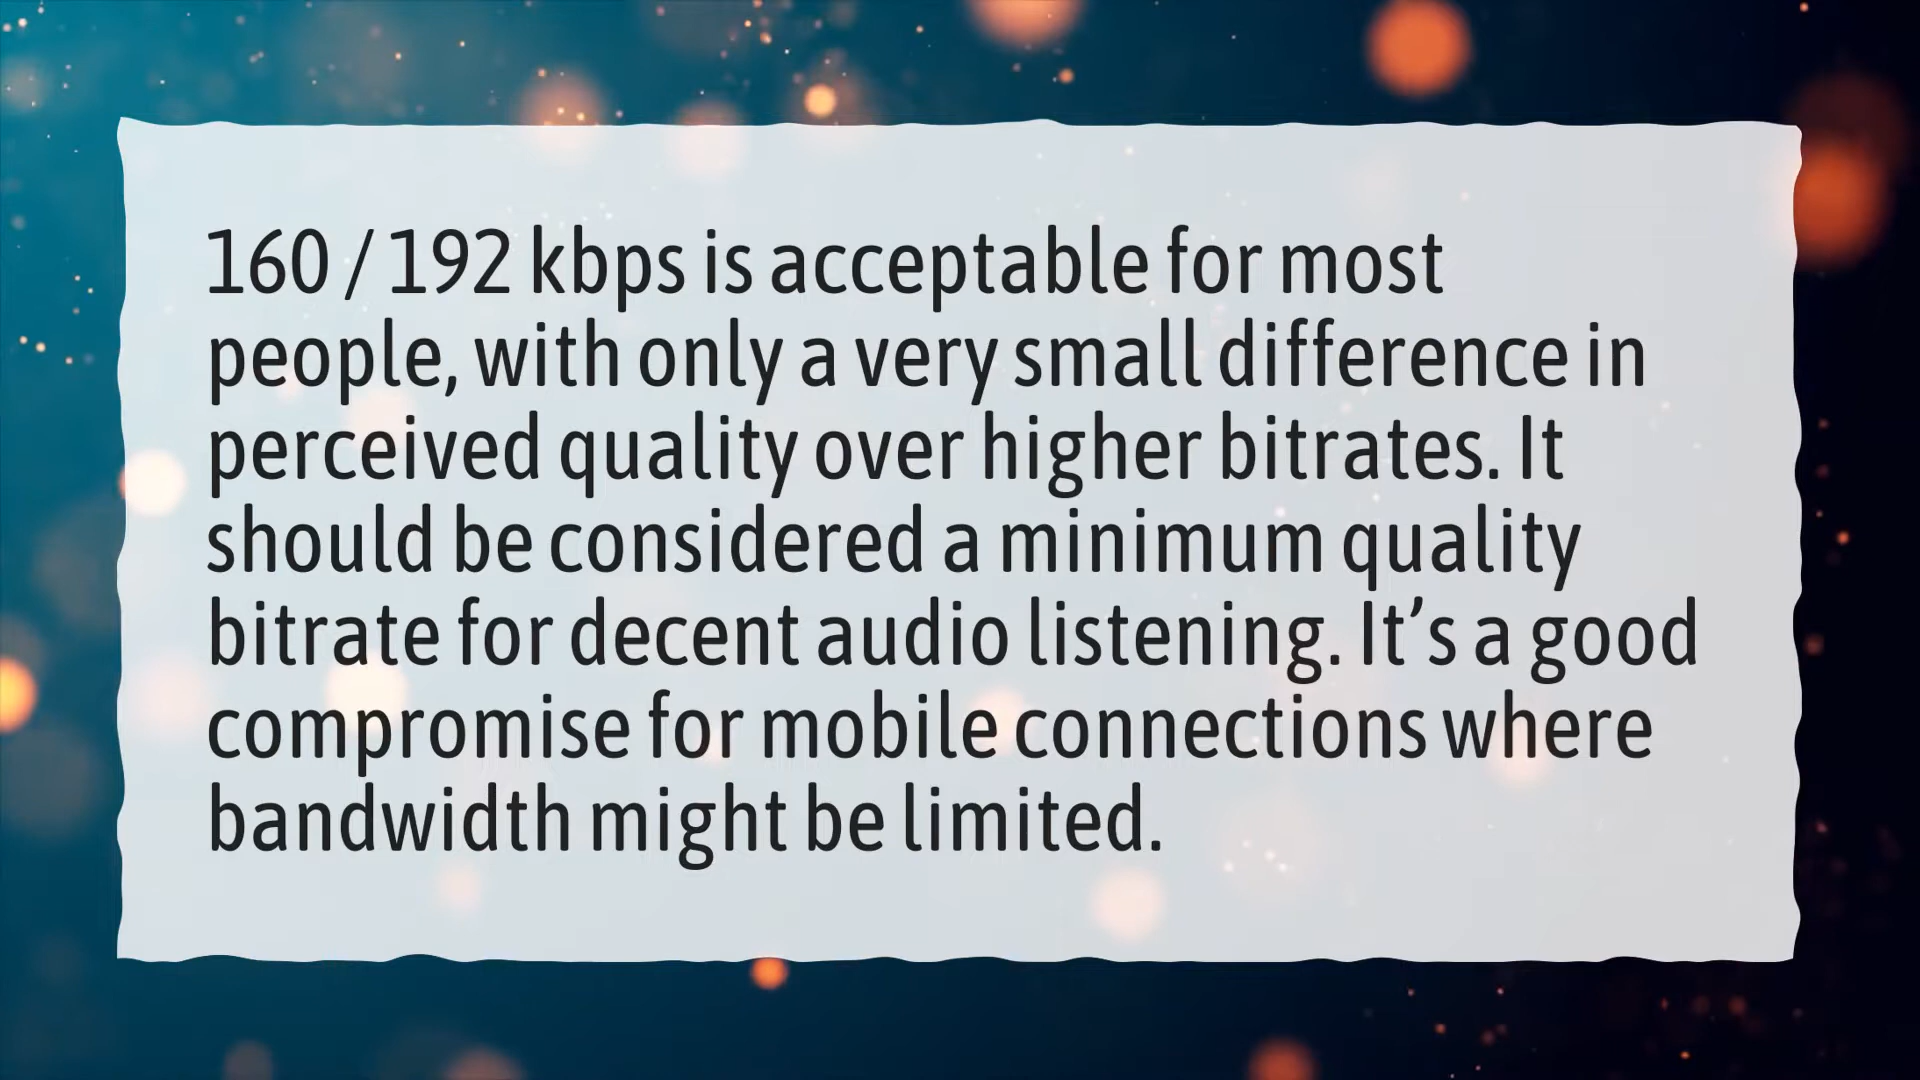 160 / 192 kbps is acceptable for most
people, with only a very small difference in
perceived quality over higher bitrates. It
should be considered a minimum quality
bitrate for decent audio listening. It’s a good
compromise for mobile connections where
bandwidth might be limited.